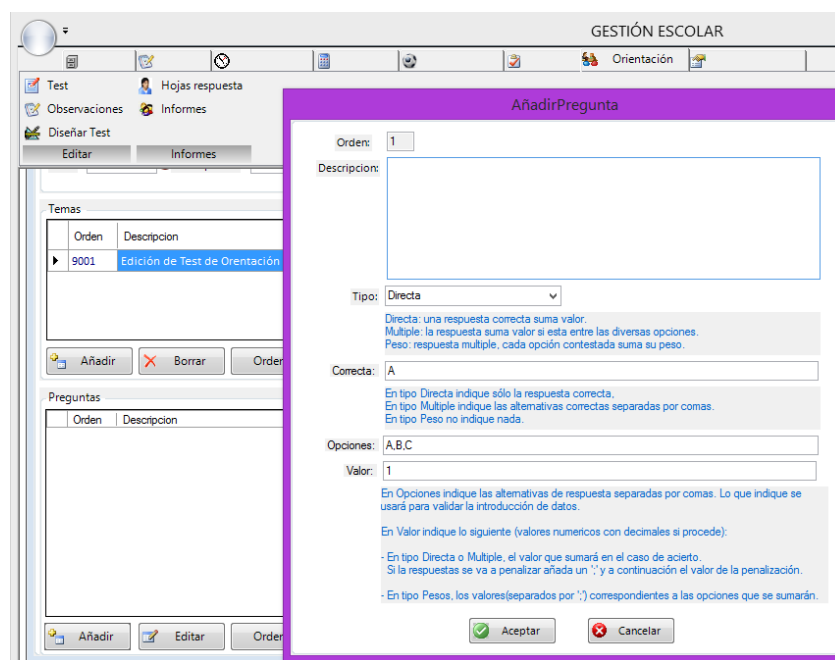 GESTIÓN ESCOLAR
Orientación
Test
Hojas respuesta
Observaciones
Informes
Diseñar Test
Editar
Informes
AñadirPregunta
Orden:
1
Descripcion:
Temas
Orden
Descripcion
9001
Edición de Test de Orentación
Tipo:
Directa
Directa: una respuesta correcta suma valor.
Multiple: la respuesta suma valor si esta entre las diversas opciones.
Peso: respuesta multiple, cada opción contestada suma su peso.
Añadir
Borrar
Order
Correcta:
A
En tipo Directa indique sólo la respuesta correcta,
En tipo Multiple indique las alternativas correctas separadas por comas.
En tipo Peso no indique nada.
Preguntas
Orden
Descripcion
Opciones:
A,B,C
Valor:
1
En Opciones indique las alternativas de respuesta separadas por comas. Lo que indique se
usará para validar la introducción de datos.
En Valor indique lo siguiente (valores numericos con decimales si procede):
- En tipo Directa o Multiple, el valor que sumará en el caso de acierto.
Si la respuestas se va a penalizar añada un ';' y a continuación el valor de la penalización.
- En tipo Pesos, los valores(separados por ';') correspondientes a las opciones que se sumarán.
Añadir
Editar
Order
Aceptar
Cancelar